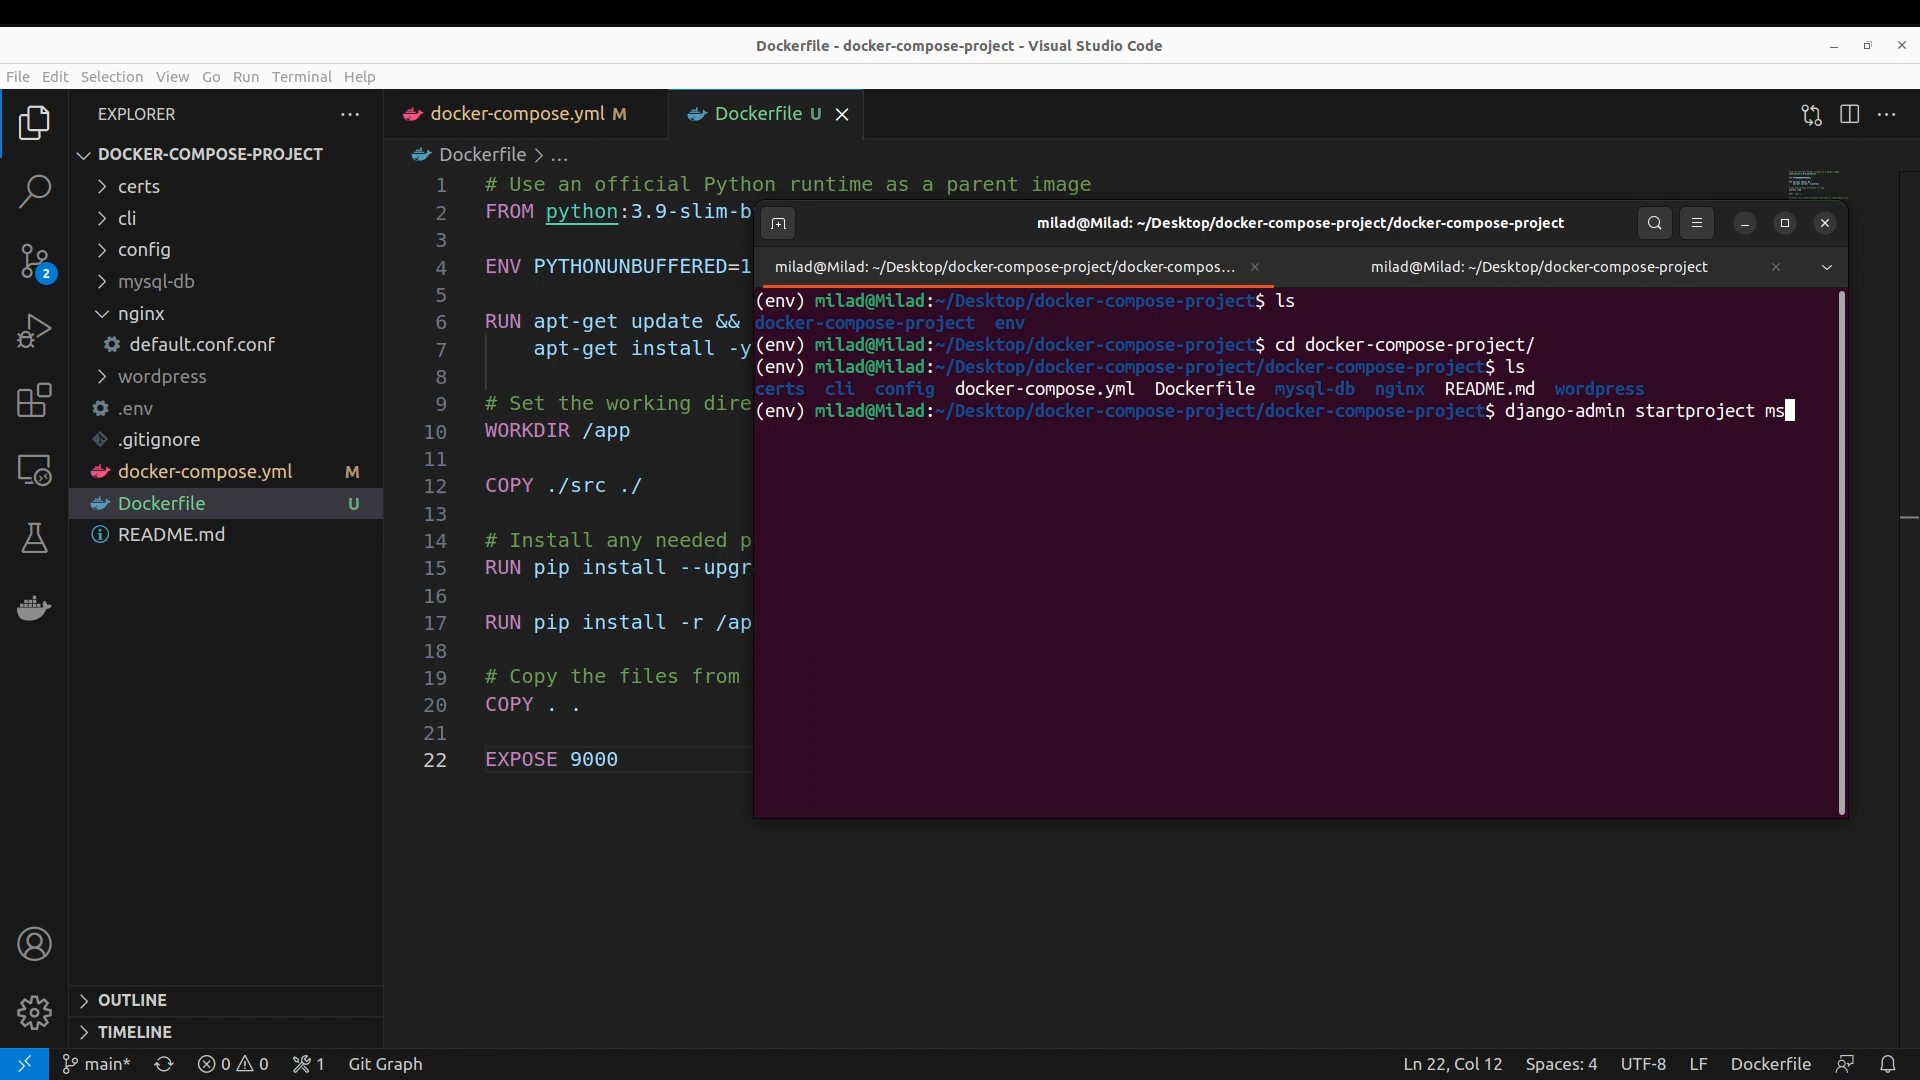 Dockerfile - docker-compose-project - Visual Studio Code
File Edit Selection View Go Run Terminal Help
EXPLORER
DOCKER-COMPOSE-PROJECT
certs
cli
config
mysql-db
nginx
default.conf.conf
wordpress
.env
.gitignore
docker-compose.yml M
Dockerfile U
README.md
OUTLINE
TIMELINE
2
docker-compose.yml M
Dockerfile U
Dockerfile > ...
1 # Use an official Python runtime as a parent image
2 FROM python:3.9-slim-b
3
4 ENV PYTHONUNBUFFERED=1
5
6 RUN apt-get update &&
7 apt-get install -y
8
9 # Set the working dire
10 WORKDIR /app
11
12 COPY ./src ./
13
14 # Install any needed p
15 RUN pip install --upgr
16
17 RUN pip install -r /ap
18
19 # Copy the files from
20 COPY . .
21
22 EXPOSE 9000
milad@Milad: ~/Desktop/docker-compose-project/docker-compose-project
milad@Milad: ~/Desktop/docker-compose-project/docker-compos...
milad@Milad: ~/Desktop/docker-compose-project
(env) milad@Milad:~/Desktop/docker-compose-project$ ls
docker-compose-project env
(env) milad@Milad:~/Desktop/docker-compose-project$ cd docker-compose-project/
(env) milad@Milad:~/Desktop/docker-compose-project/docker-compose-project$ ls
certs cli config docker-compose.yml Dockerfile mysql-db nginx README.md wordpress
(env) milad@Milad:~/Desktop/docker-compose-project/docker-compose-project$ django-admin startproject ms
main* 0 0 1 Git Graph
Ln 22, Col 12 Spaces: 4 UTF-8 LF Dockerfile